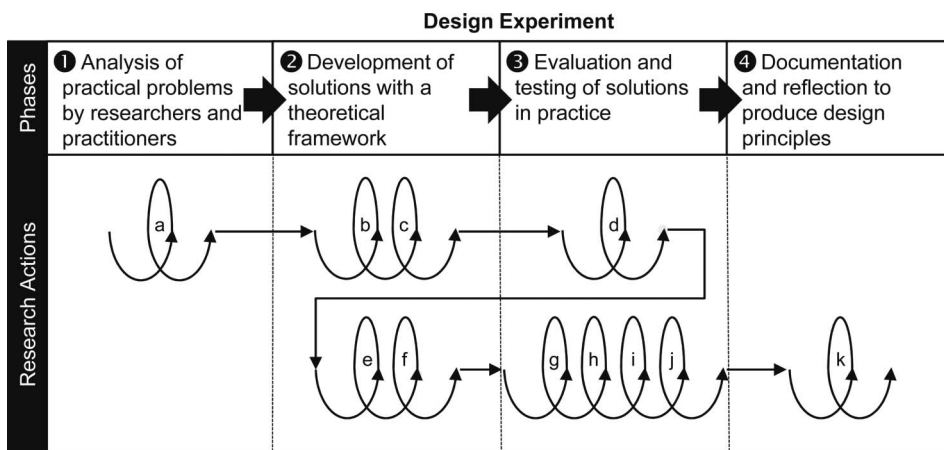 Design Experiment
Phases
❶ Analysis of
practical problems
by researchers and
practitioners
❷ Development of
solutions with a
theoretical
framework
❸ Evaluation and
testing of solutions
in practice
❹ Documentation
and reflection to
produce design
principles
Research Actions
a
b c
d
e f
g h i j
k